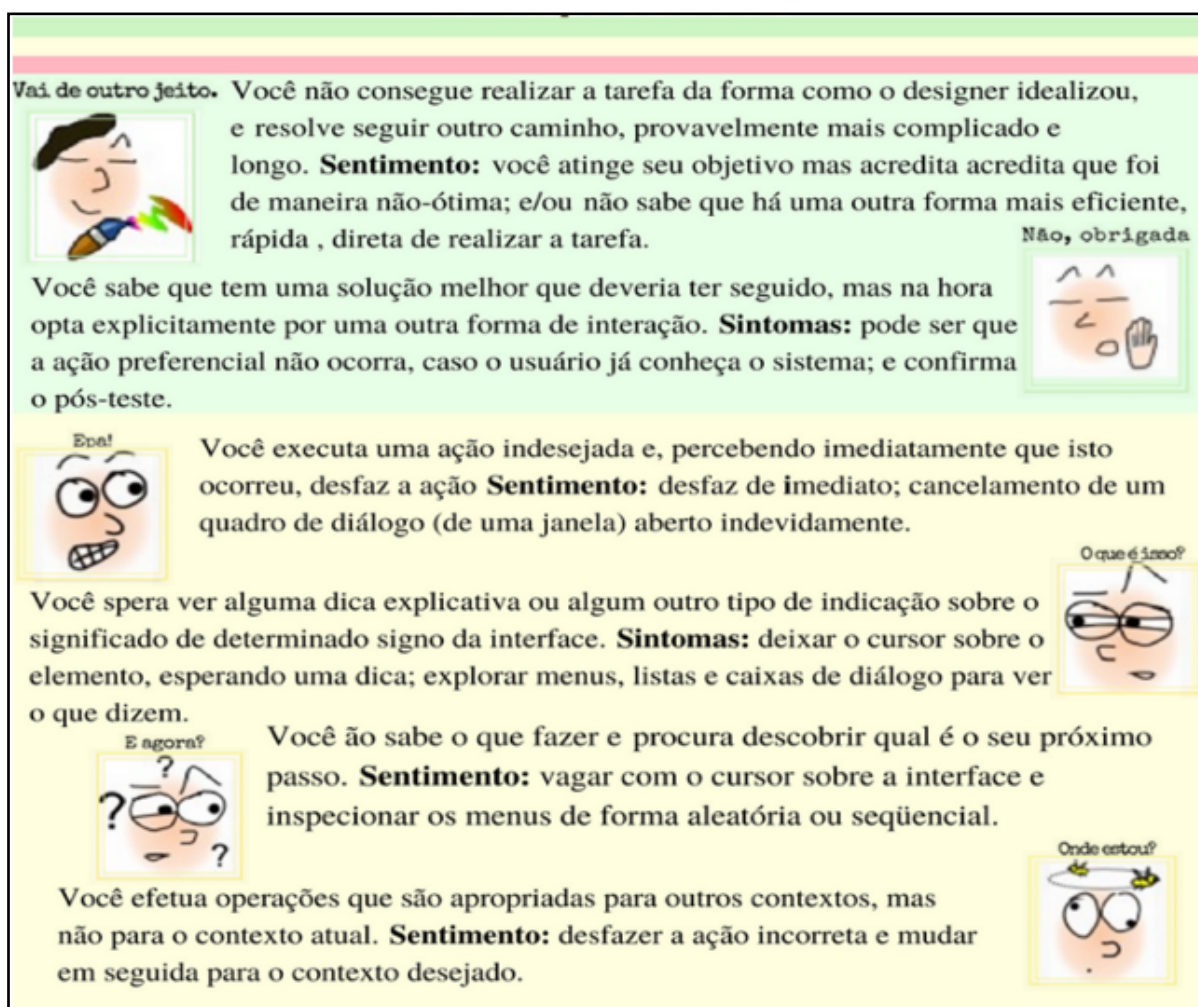 Vai de outro jeito.
Você não consegue realizar a tarefa da forma como o designer idealizou,
e resolve seguir outro caminho, provavelmente mais complicado e
longo. Sentimento: você atinge seu objetivo mas acredita acredita que foi
de maneira não-ótima; e/ou não sabe que há uma outra forma mais eficiente,
rápida , direta de realizar a tarefa.
Não, obrigada
Você sabe que tem uma solução melhor que deveria ter seguido, mas na hora
opta explicitamente por uma outra forma de interação. Sintomas: pode ser que
a ação preferencial não ocorra, caso o usuário já conheça o sistema; e confirma
o pós-teste.
Epa!
Você executa uma ação indesejada e, percebendo imediatamente que isto
ocorreu, desfaz a ação Sentimento: desfaz de imediato; cancelamento de um
quadro de diálogo (de uma janela) aberto indevidamente.
O que é isso?
Você spera ver alguma dica explicativa ou algum outro tipo de indicação sobre o
significado de determinado signo da interface. Sintomas: deixar o cursor sobre o
elemento, esperando uma dica; explorar menus, listas e caixas de diálogo para ver
o que dizem.
E agora?
? ? ?
Você ão sabe o que fazer e procura descobrir qual é o seu próximo
passo. Sentimento: vagar com o cursor sobre a interface e
inspecionar os menus de forma aleatória ou seqüencial.
Onde estou?
Você efetua operações que são apropriadas para outros contextos, mas
não para o contexto atual. Sentimento: desfazer a ação incorreta e mudar
em seguida para o contexto desejado.